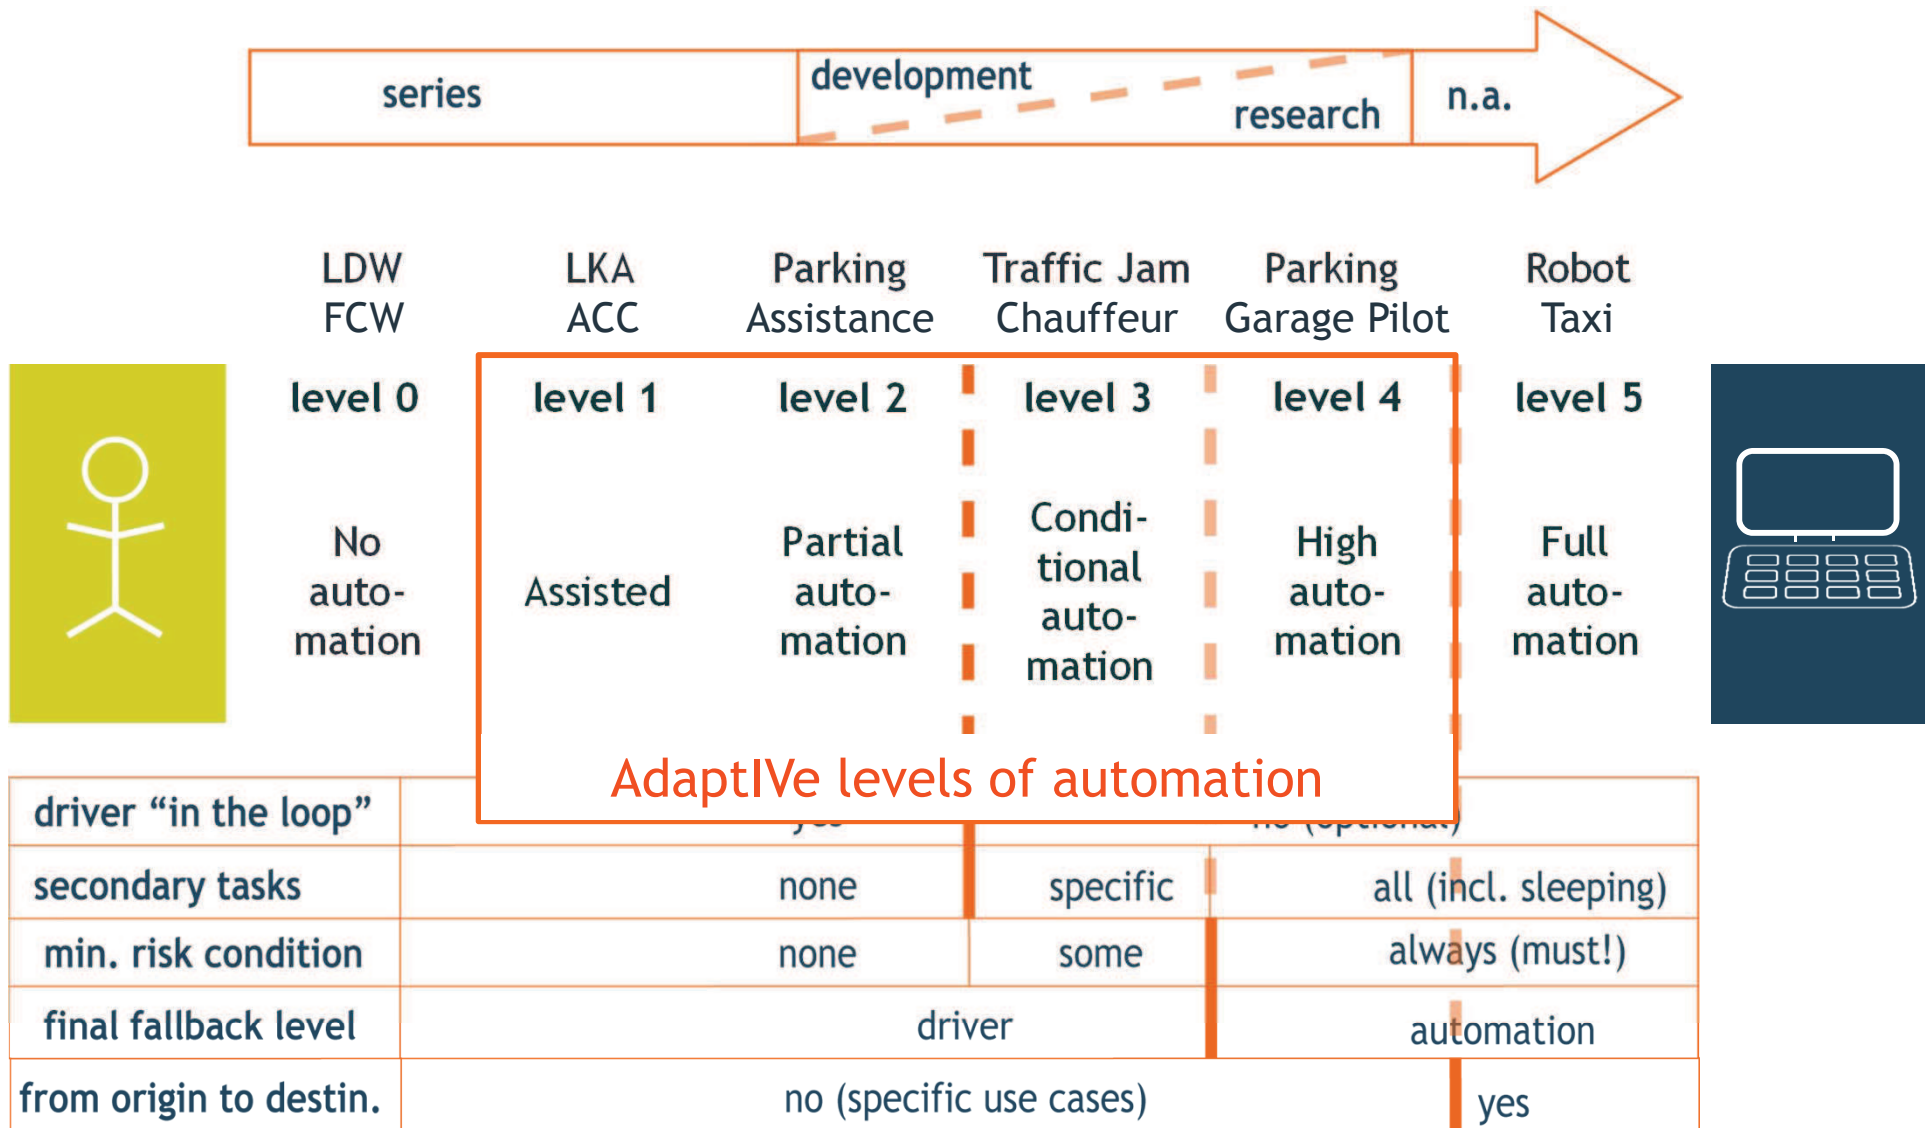 series
development
research
n.a.
LDW
FCW
LKA
ACC
Parking
Assistance
Traffic Jam
Chauffeur
Parking
Garage Pilot
Robot
Taxi
level 0
level 1
level 2
level 3
level 4
level 5
No
auto-
mation
Assisted
Partial
auto-
mation
Condi-
tional
auto-
mation
High
auto-
mation
Full
auto-
mation
AdaptIVe levels of automation
driver “in the loop”
yes
no (optional)
secondary tasks
none
specific
all (incl. sleeping)
min. risk condition
none
some
always (must!)
final fallback level
driver
automation
from origin to destin.
no (specific use cases)
yes